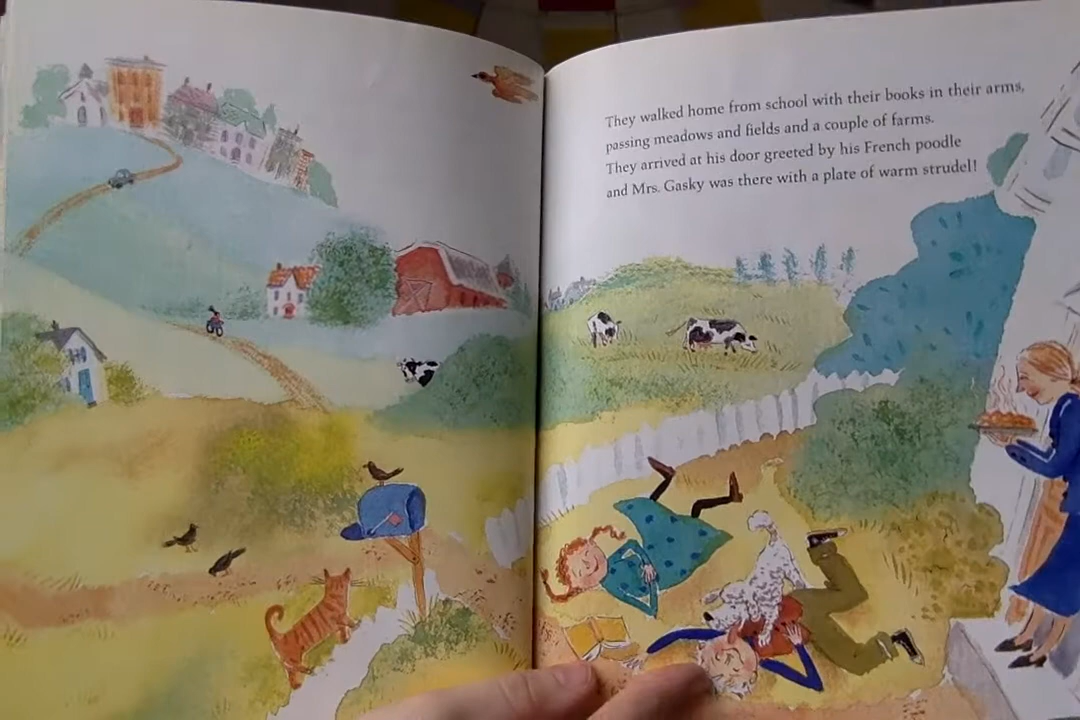 They walked home from school with their books in their arms,
passing meadows and fields and a couple of farms.
They arrived at his door greeted by his French poodle
and Mrs. Gasky was there with a plate of warm strudel!